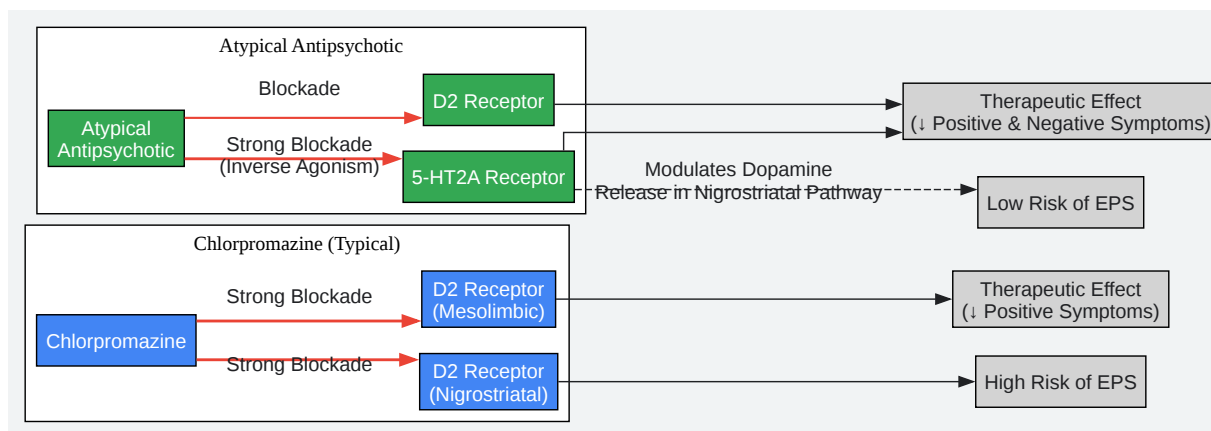 Atypical Antipsychotic
Blockade
D2 Receptor
Atypical
Antipsychotic
Strong Blockade
(Inverse Agonism)
5-HT2A Receptor
Therapeutic Effect
(↓ Positive & Negative Symptoms)
Modulates Dopamine
Release in Nigrostriatal Pathway
Low Risk of EPS
Chlorpromazine (Typical)
Strong Blockade
D2 Receptor
(Mesolimbic)
Therapeutic Effect
(↓ Positive Symptoms)
Chlorpromazine
Strong Blockade
D2 Receptor
(Nigrostriatal)
High Risk of EPS